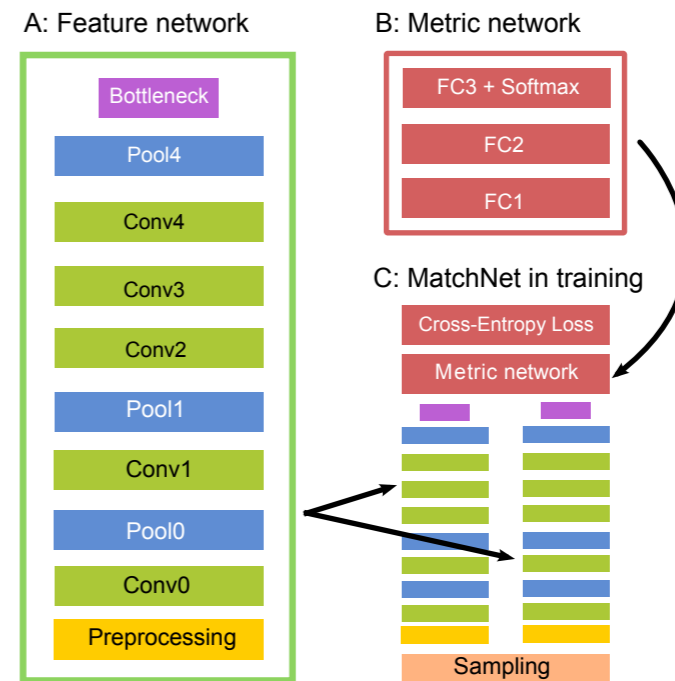 A: Feature network
Bottleneck
Pool4
Conv4
Conv3
Conv2
Pool1
Conv1
Pool0
Conv0
Preprocessing
B: Metric network
FC3 + Softmax
FC2
FC1
C: MatchNet in training
Cross-Entropy Loss
Metric network
Sampling